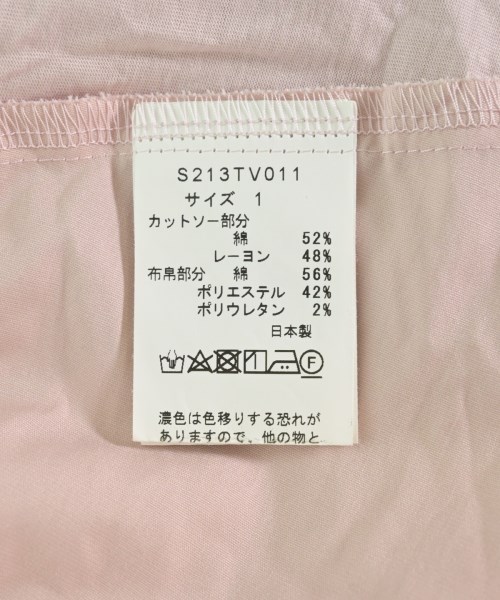 S213TV011
サイズ 1
カットソー部分
綿 52%
レーヨン 48%
布帛部分 綿 56%
ポリエステル 42%
ポリウレタン 2%
日本製
F
濃色は色移りする恐れが
ありますので、他の物と